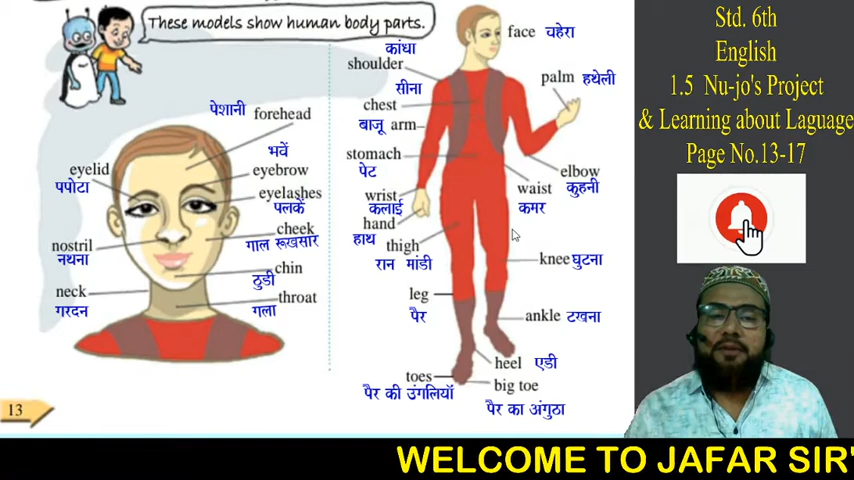 These models show human body parts.
पेशानी
forehead
भवें
eyebrow
eyelid
पपोटा
eyelashes
पलकें
cheek
गाल रूखसार
nostril
नथना
chin
ठुडी
neck
गरदन
throat
गला
13
face चहेरा
कांधा
shoulder
palm हथेली
सीना
chest
बाजू arm
stomach
पेट
elbow
कुहनी
waist
कमर
wrist
कलाई
hand
हाथ
thigh
रान मांडी
knee घुटना
leg
पैर
ankle टखना
heel एडी
toes
पैर की उंगलियाॅ
big toe
पैर का अंगुठा
Std. 6th
English
1.5 Nu-jo's Project
& Learning about Laguage
Page No.13-17
WELCOME TO JAFAR SIR'